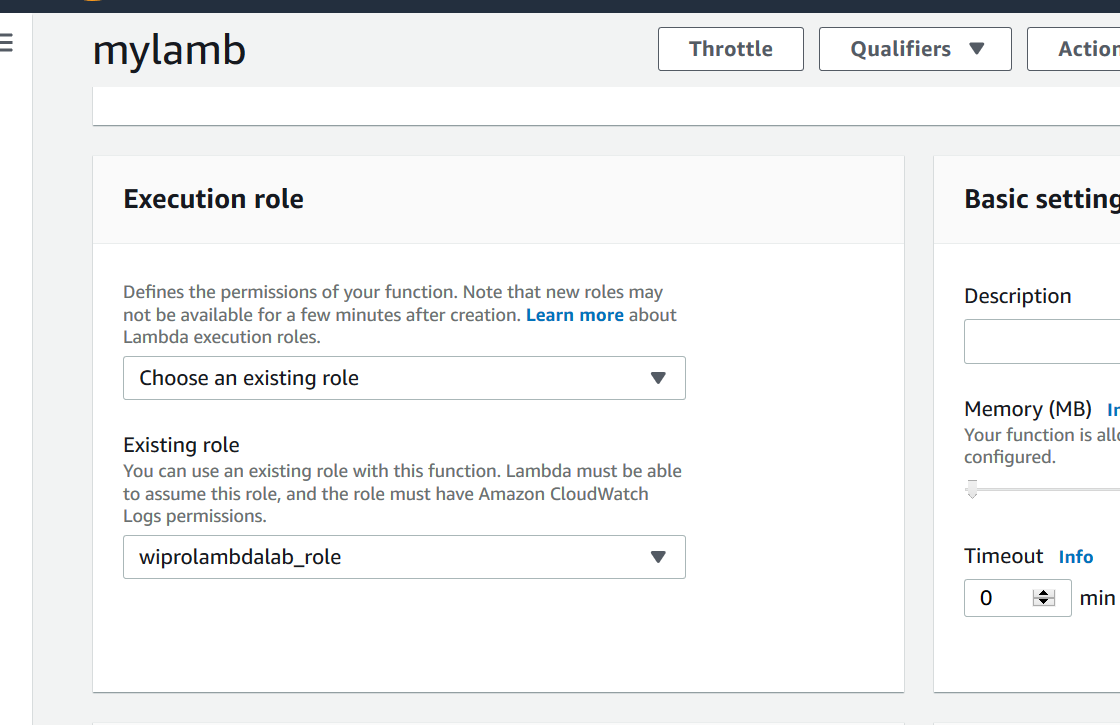 mylamb
Throttle
Qualifiers
Execution role
Defines the permissions of your function. Note that new roles may
not be available for a few minutes after creation. Learn more about
Lambda execution roles.
Choose an existing role
Existing role
You can use an existing role with this function. Lambda must be able
to assume this role, and the role must have Amazon CloudWatch
Logs permissions.
wiprolambdalab_role
Basic setting
Description
Memory (MB)
Your function is
configured.
Timeout Info
0 min